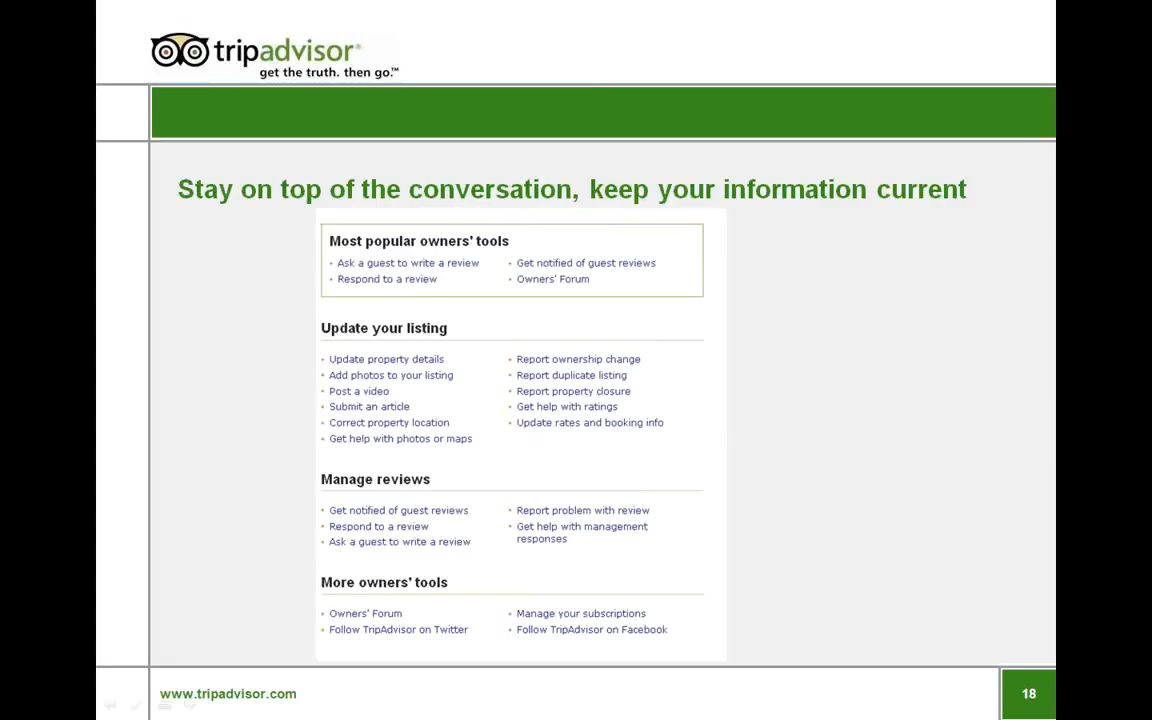 tripadvisor®
get the truth. then go.™
Stay on top of the conversation, keep your information current
Most popular owners' tools
Ask a guest to write a review
Get notified of guest reviews
Respond to a review
Owners' Forum
Update your listing
Update property details
Add photos to your listing
Post a video
Submit an article
Correct property location
Get help with photos or maps
Report ownership change
Report duplicate listing
Report property closure
Get help with ratings
Update rates and booking info
Manage reviews
Get notified of guest reviews
Respond to a review
Ask a guest to write a review
Report problem with review
Get help with management
responses
More owners' tools
Owners' Forum
Follow TripAdvisor on Twitter
Manage your subscriptions
Follow TripAdvisor on Facebook
www.tripadvisor.com
18